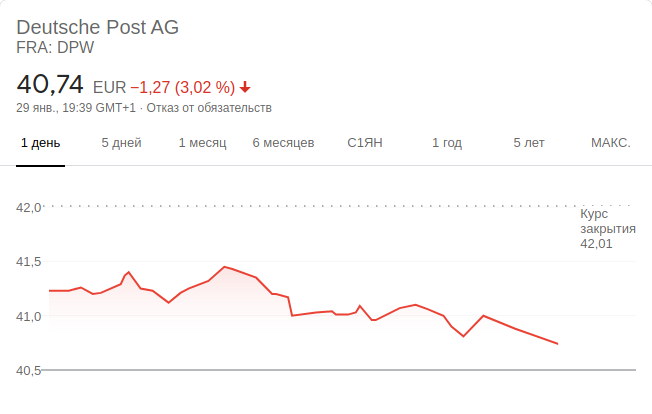 Deutsche Post AG
FRA: DPW
40,74 EUR −1,27 (3,02 %)
29 янв., 19:39 GMT+1 · Отказ от обязательств
1 день 5 дней 1 месяц 6 месяцев С1ЯН 1 год 5 лет МАКС.
42,0
Курс
закрытия
42,01
41,5
41,0
40,5